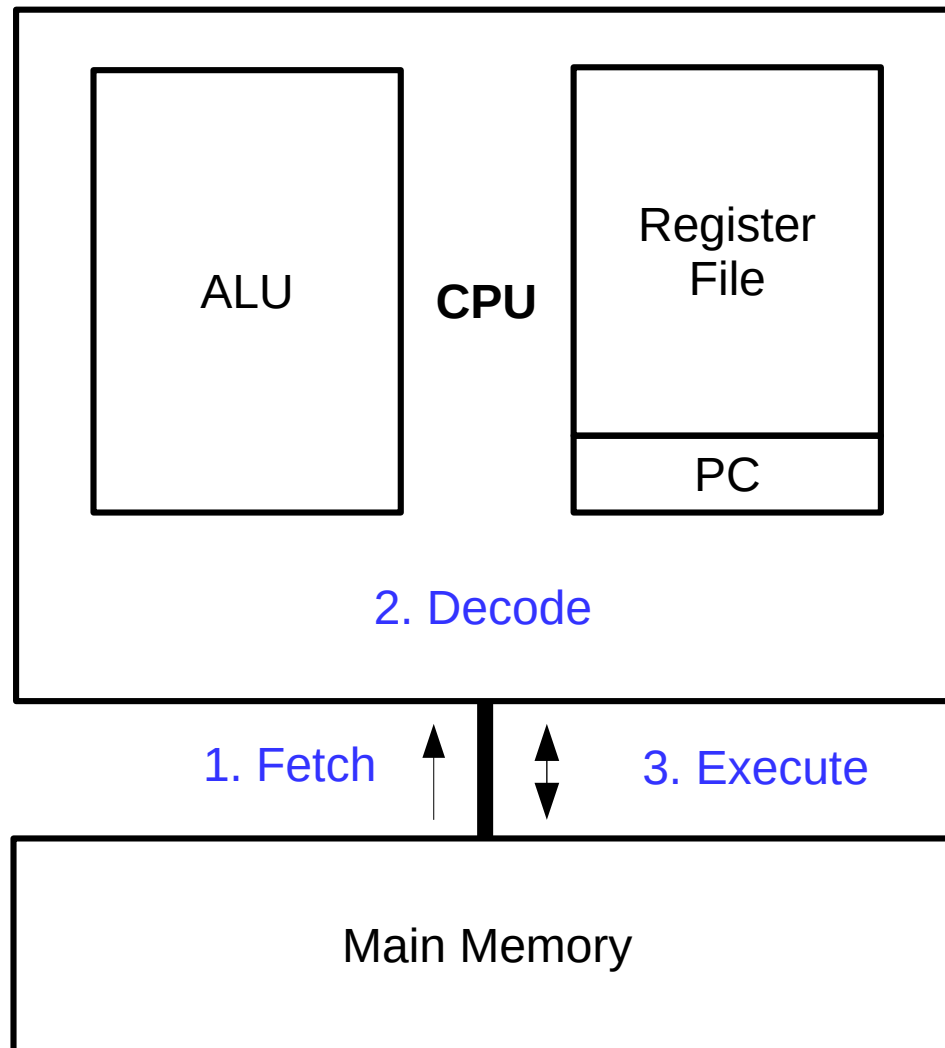 ALU
CPU
Register
File
PC
2. Decode
1. Fetch
3. Execute
Main Memory